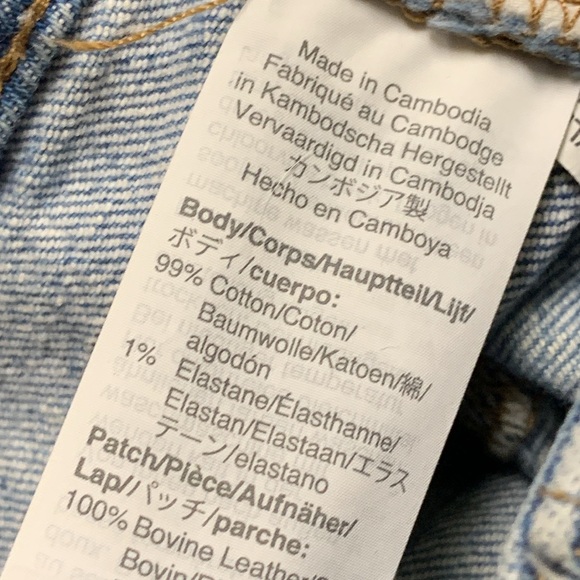 Made in Cambodia
Fabriqué au Cambodge
in Kambodscha Hergestellt
Vervaardigd in Cambodja
カンボジア製
Hecho en Camboya
Body/Corps/Hauptteil/Lijf/
ボディ/cuerpo:
99% Cotton/Coton/
Baumwolle/Katoen/綿/
algodón
1% Elastane/Élasthanne/
Elastan/Elastaan/エラス
テーン/elastano
Patch/Pièce/Aufnäher/
Lap/パッチ/parche:
100% Bovine Leather/